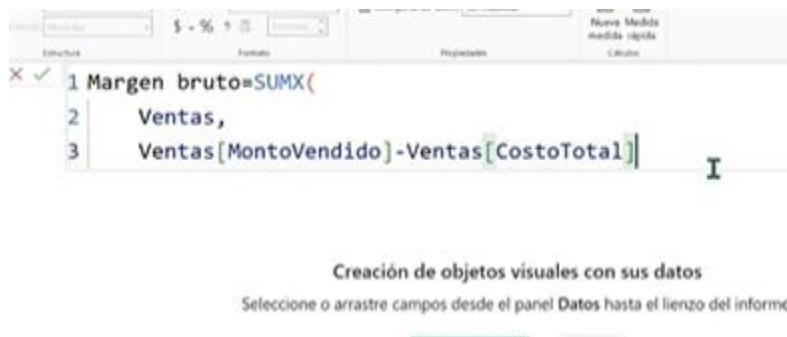 $ - % 9
Nueva Medida
medida rápida
Estructura Formato Propiedades Cálculos
1 Margen bruto=SUMX(
2 Ventas,
3 Ventas[MontoVendido]-Ventas[CostoTotal]
Creación de objetos visuales con sus datos
Seleccione o arrastre campos desde el panel Datos hasta el lienzo del informe